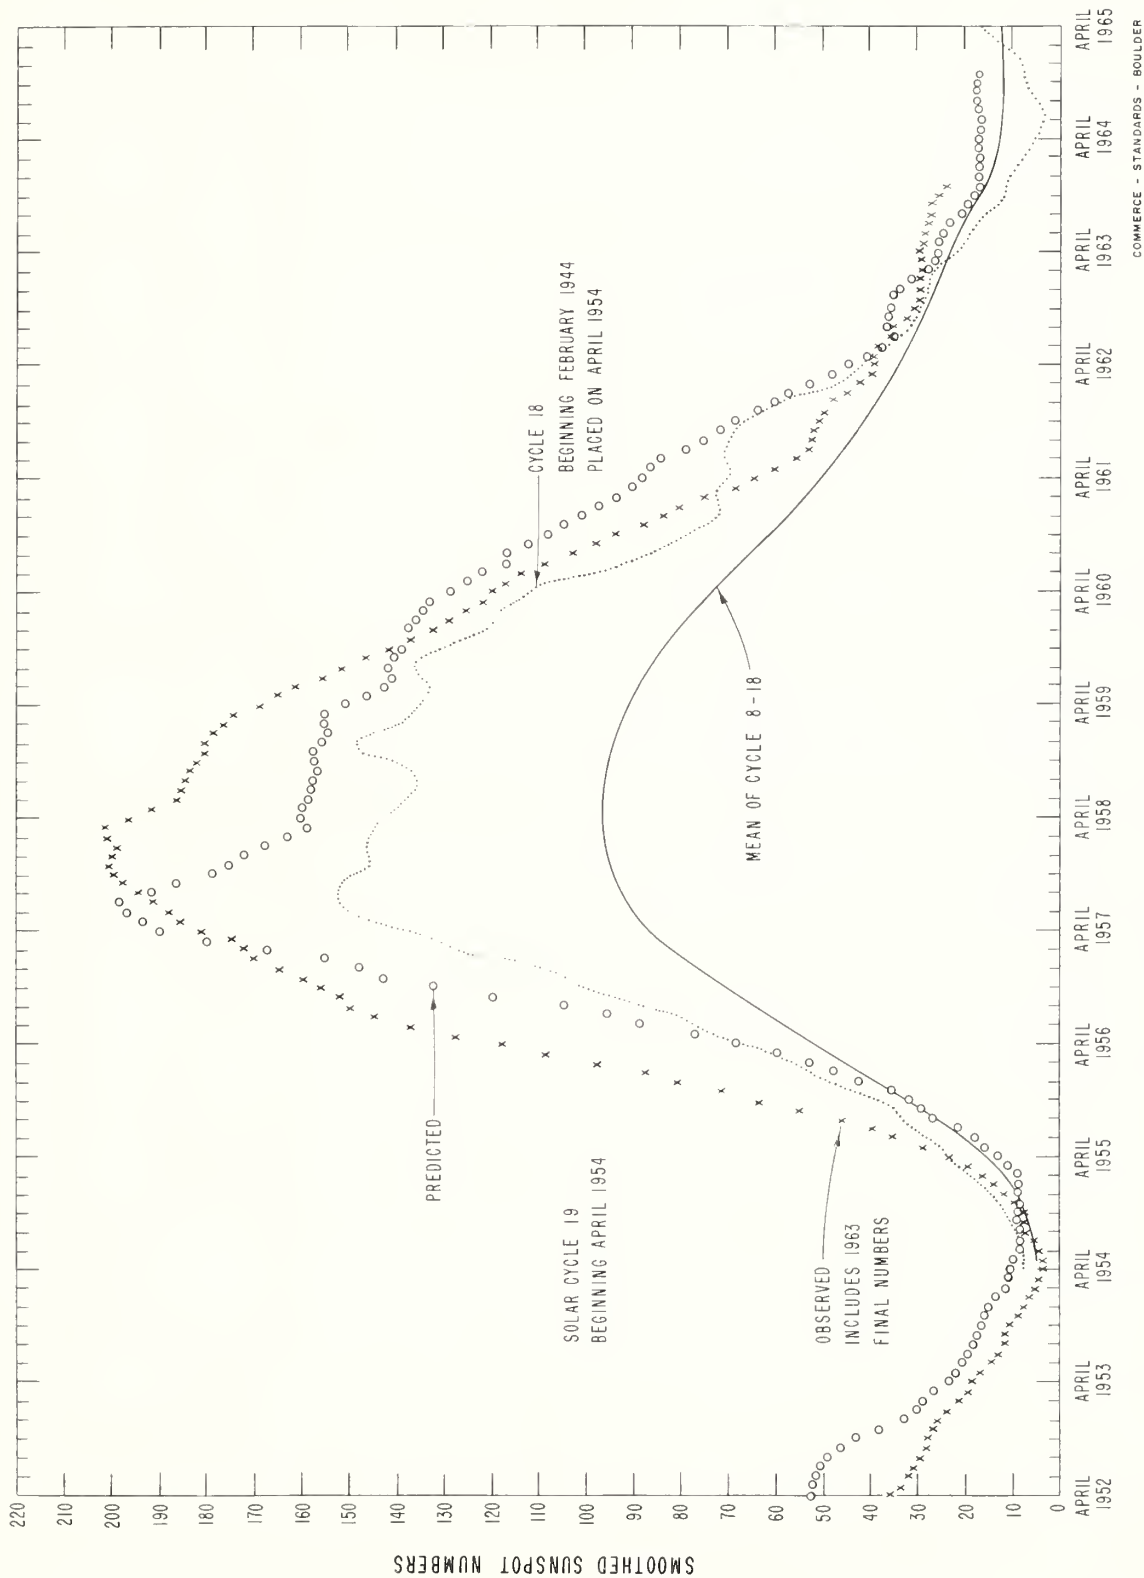 SMOOTHED SUNSPOT NUMBERS
220
210
200
190
180
170
160
150
140
130
120
110
100
90
80
70
60
50
40
30
20
10
0
PREDICTED
SOLAR CYCLE 19
BEGINNING APRIL 1954
OBSERVED
INCLUDES 1963
FINAL NUMBERS
CYCLE 18
BEGINNING FEBRUARY 1944
PLACED ON APRIL 1954
MEAN OF CYCLE 8-18
APRIL
1952
APRIL
1953
APRIL
1954
APRIL
1955
APRIL
1956
APRIL
1957
APRIL
1958
APRIL
1959
APRIL
1960
APRIL
1961
APRIL
1962
APRIL
1963
APRIL
1964
APRIL
1965
COMMERCE - STANDARDS - BOULDER